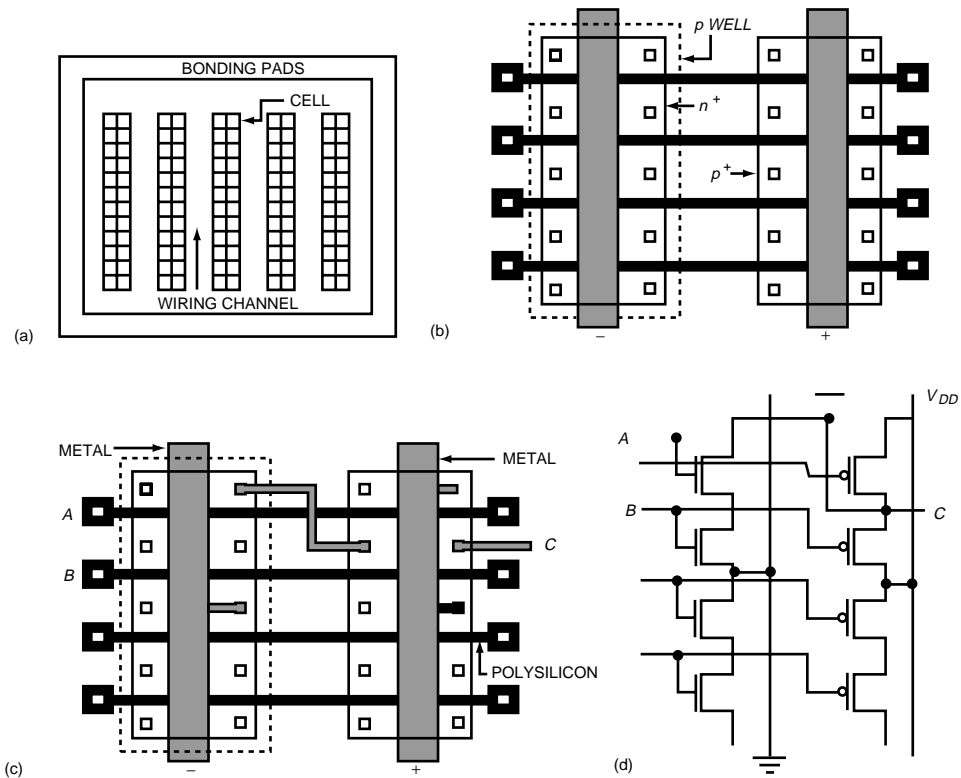 BONDING PADS
CELL
WIRING CHANNEL
(a)
p WELL
n+
p+
– +
(b)
METAL METAL
A
C
B
POLYSILICON
– +
(c)
VDD
A
B C
(d)